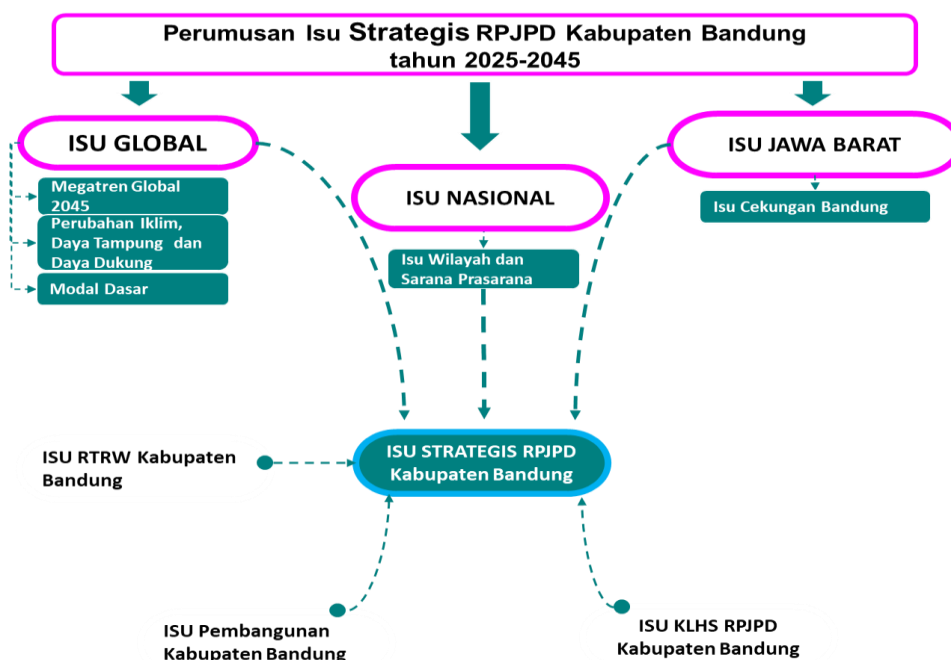 Perumusan Isu Strategis RPJPD Kabupaten Bandung
tahun 2025-2045
ISU GLOBAL
Megatren Global
2045
Perubahan Iklim,
Daya Tampung dan
Daya Dukung
Modal Dasar
ISU NASIONAL
Isu Wilayah dan
Sarana Prasarana
ISU JAWA BARAT
Isu Cekungan Bandung
ISU STRATEGIS RPJPD
Kabupaten Bandung
ISU RTRW Kabupaten
Bandung
ISU Pembangunan
Kabupaten Bandung
ISU KLHS RPJPD
Kabupaten Bandung